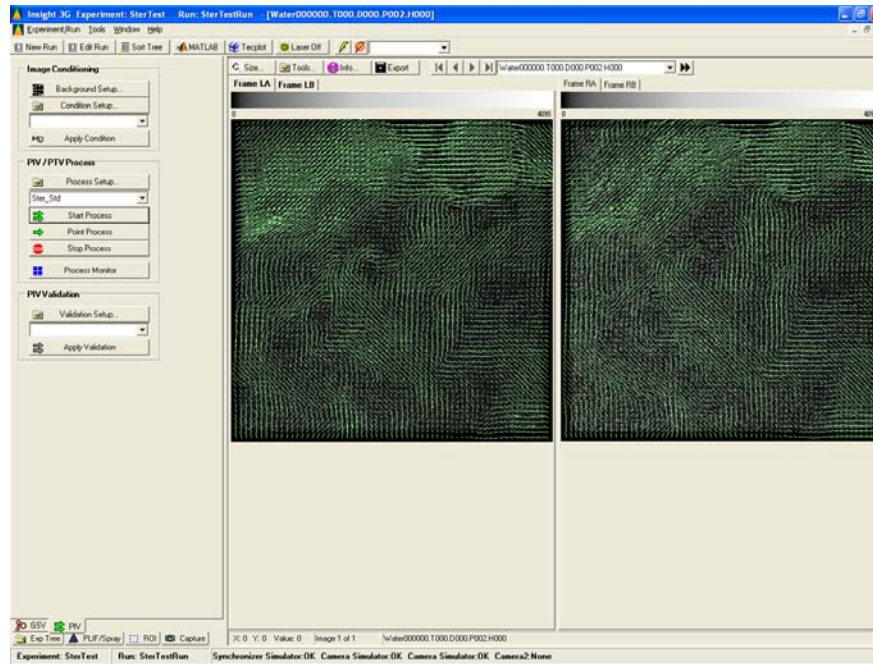 Insight 3G Experiment: SterTest Run: SterTestRun - [Water000000.T000.D000.P002.H000]
Experiment/Run Tools Window Help
New Run Edit Run Sort Tree MATLAB Tecplot Laser Off
Image Conditioning
Background Setup...
Condition Setup...
Apply Condition
PIV / PTV Process
Process Setup...
Ster_Std
Start Process
Point Process
Stop Process
Process Monitor
PIV Validation
Validation Setup...
Apply Validation
Size... Tools... Info... Export Water000000.T000.D000.P002.H000
Frame LA Frame LB
0 4095
Frame RA Frame RB
0
GSV PIV
Exp Tree PLIF/Spray ROI Capture
X: 0 Y: 0 Value: 0 Image 1 of 1 Water000000.T000.D000.P002.H000
Experiment: SterTest Run: SterTestRun Synchronizer Simulator:OK Camera Simulator:OK Camera Simulator:OK Camera2:None